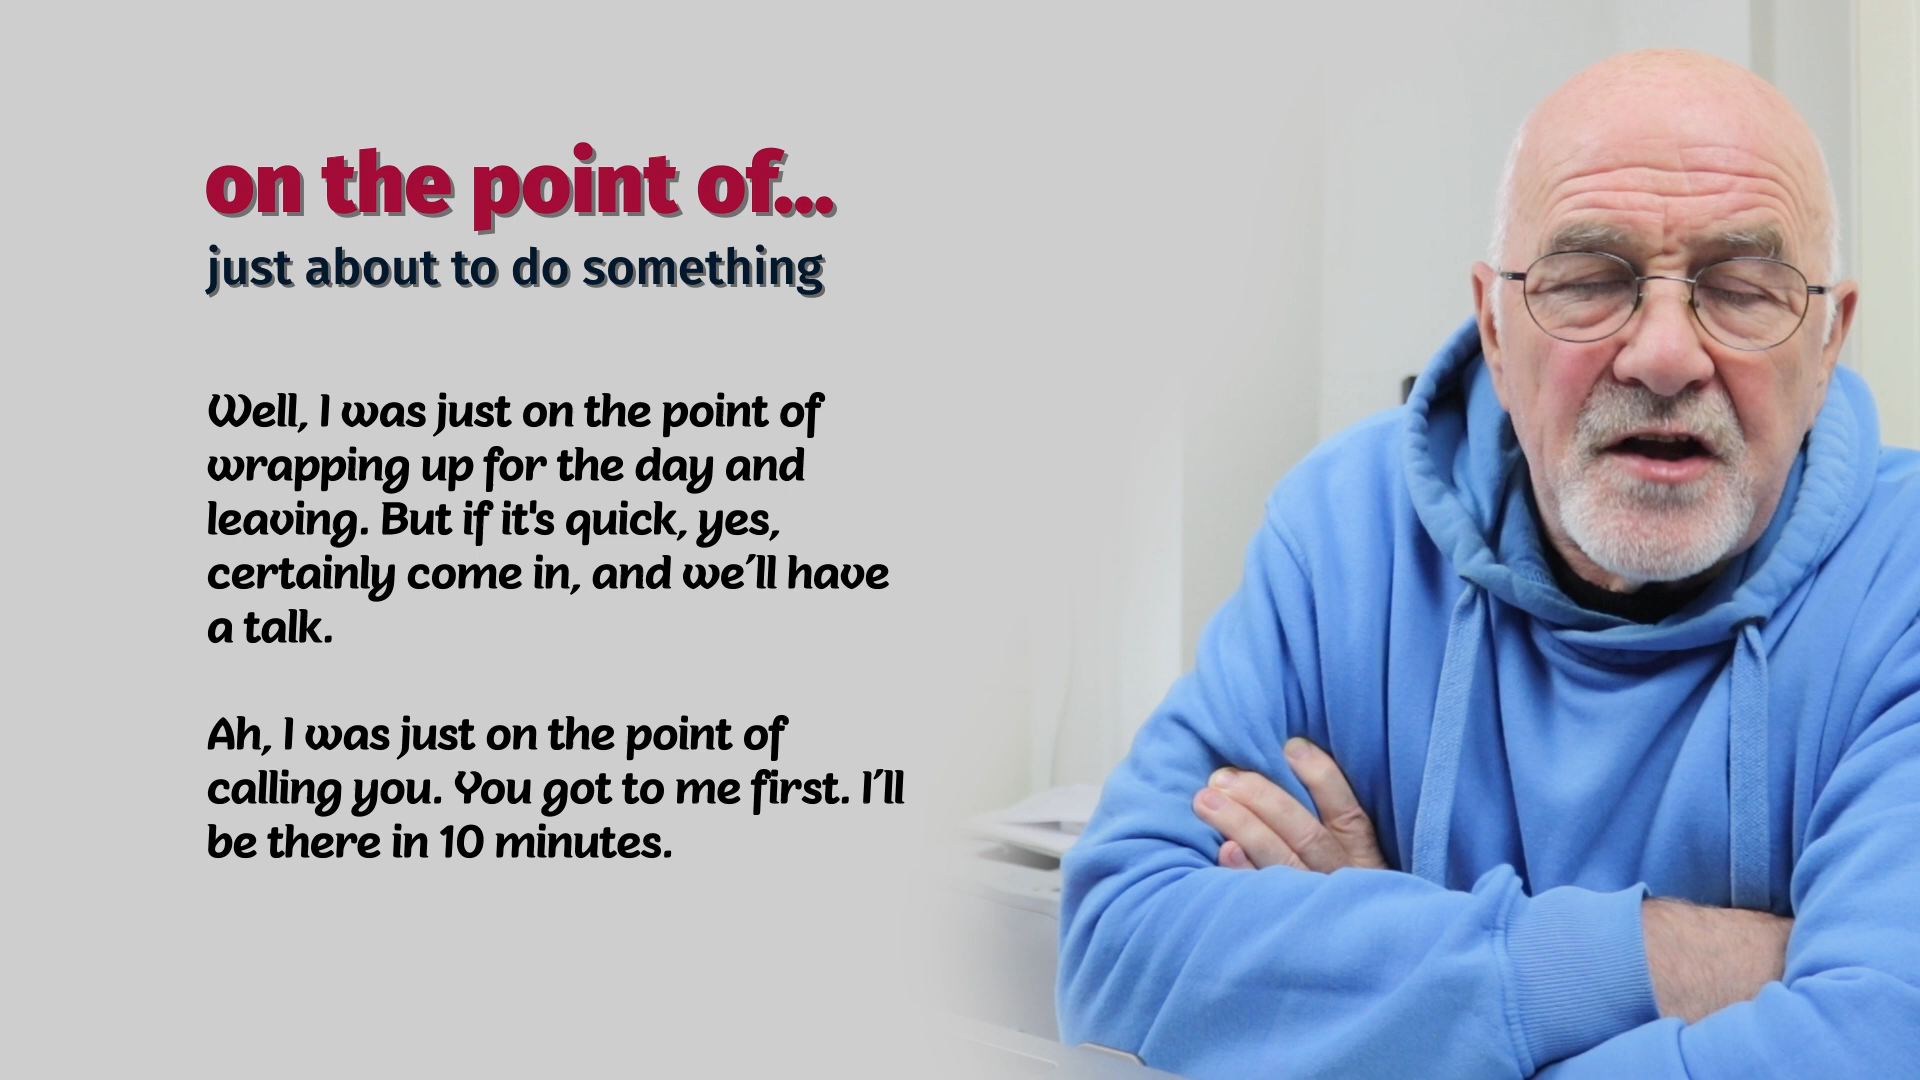 on the point of...
just about to do something
Well, I was just on the point of
wrapping up for the day and
leaving. But if it's quick, yes,
certainly come in, and we´ll have
a talk.
Ah, I was just on the point of
calling you. You got to me first. I´ll
be there in 10 minutes.